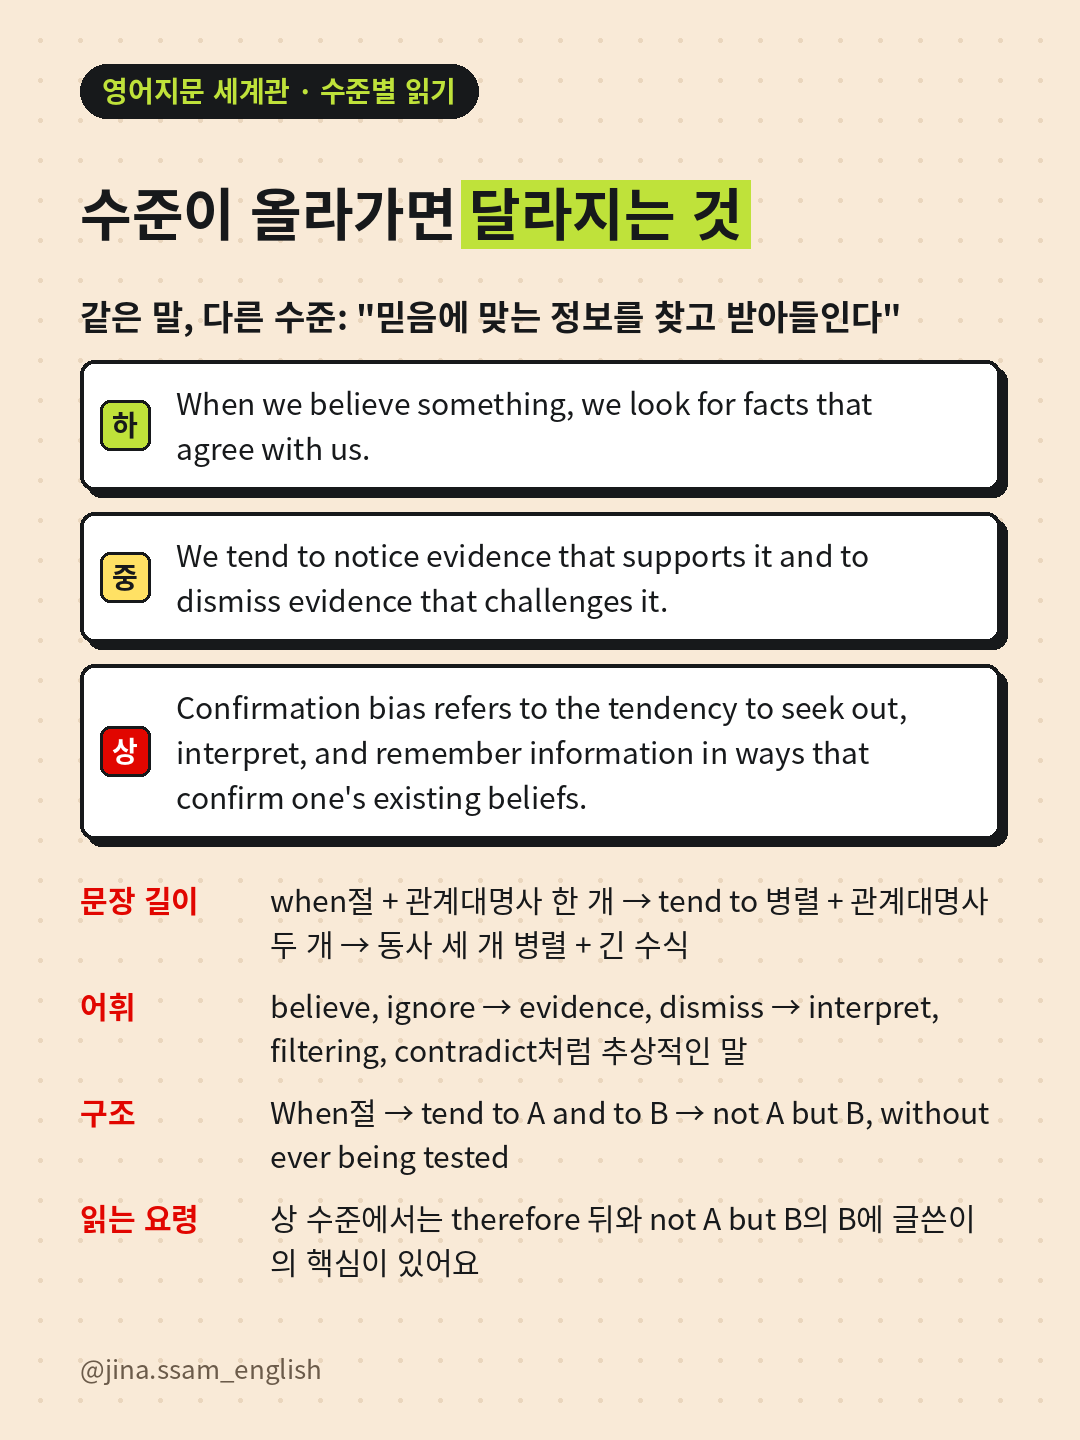 영어지문 세계관 · 수준별 읽기
수준이 올라가면 달라지는 것
같은 말, 다른 수준: "믿음에 맞는 정보를 찾고 받아들인다"
하
When we believe something, we look for facts that
agree with us.
중
We tend to notice evidence that supports it and to
dismiss evidence that challenges it.
상
Confirmation bias refers to the tendency to seek out,
interpret, and remember information in ways that
confirm one's existing beliefs.
문장 길이
when절 + 관계대명사 한 개 → tend to 병렬 + 관계대명사
두 개 → 동사 세 개 병렬 + 긴 수식
어휘
believe, ignore → evidence, dismiss → interpret,
filtering, contradict처럼 추상적인 말
구조
When절 → tend to A and to B → not A but B, without
ever being tested
읽는 요령
상 수준에서는 therefore 뒤와 not A but B의 B에 글쓴이
의 핵심이 있어요
@jina.ssam_english